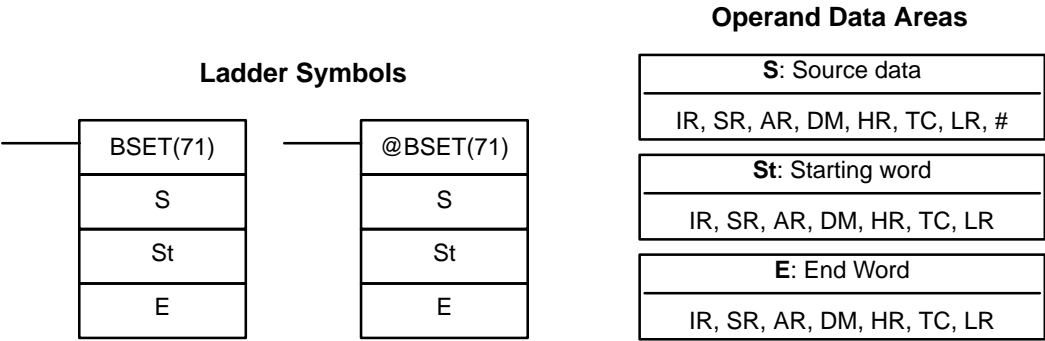 Ladder Symbols
BSET(71)
S
St
E
@BSET(71)
S
St
E
Operand Data Areas
S: Source data
IR, SR, AR, DM, HR, TC, LR, #
St: Starting word
IR, SR, AR, DM, HR, TC, LR
E: End Word
IR, SR, AR, DM, HR, TC, LR